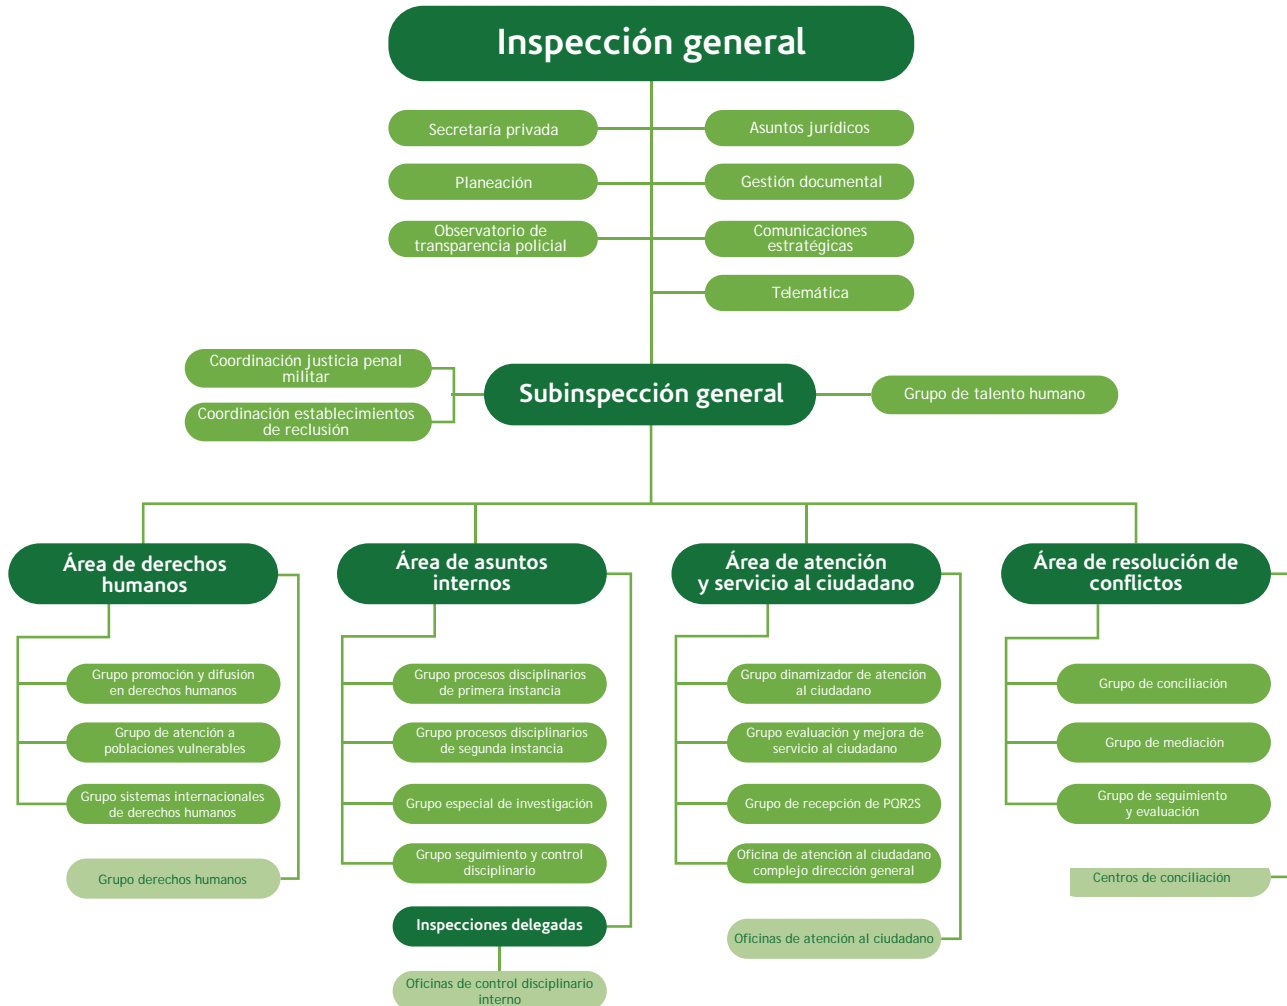 Inspección general
Secretaría privada
Asuntos jurídicos
Planeación
Gestión documental
Observatorio de
transparencia policial
Comunicaciones
estratégicas
Telemática
Coordinación justicia penal
militar
Coordinación establecimientos
de reclusión
Subinspección general
Grupo de talento humano
Área de derechos
humanos
Grupo promoción y difusión
en derechos humanos
Grupo de atención a
poblaciones vulnerables
Grupo sistemas internacionales
de derechos humanos
Grupo derechos humanos
Área de asuntos
internos
Grupo procesos disciplinarios
de primera instancia
Grupo procesos disciplinarios
de segunda instancia
Grupo especial de investigación
Grupo seguimiento y control
disciplinario
Inspecciones delegadas
Oficinas de control disciplinario
interno
Área de atención
y servicio al ciudadano
Grupo dinamizador de atención
al ciudadano
Grupo evaluación y mejora de
servicio al ciudadano
Grupo de recepción de PQR2S
Oficina de atención al ciudadano
complejo dirección general
Oficinas de atención al ciudadano
Área de resolución de
conflictos
Grupo de conciliación
Grupo de mediación
Grupo de seguimiento
y evaluación
Centros de conciliación